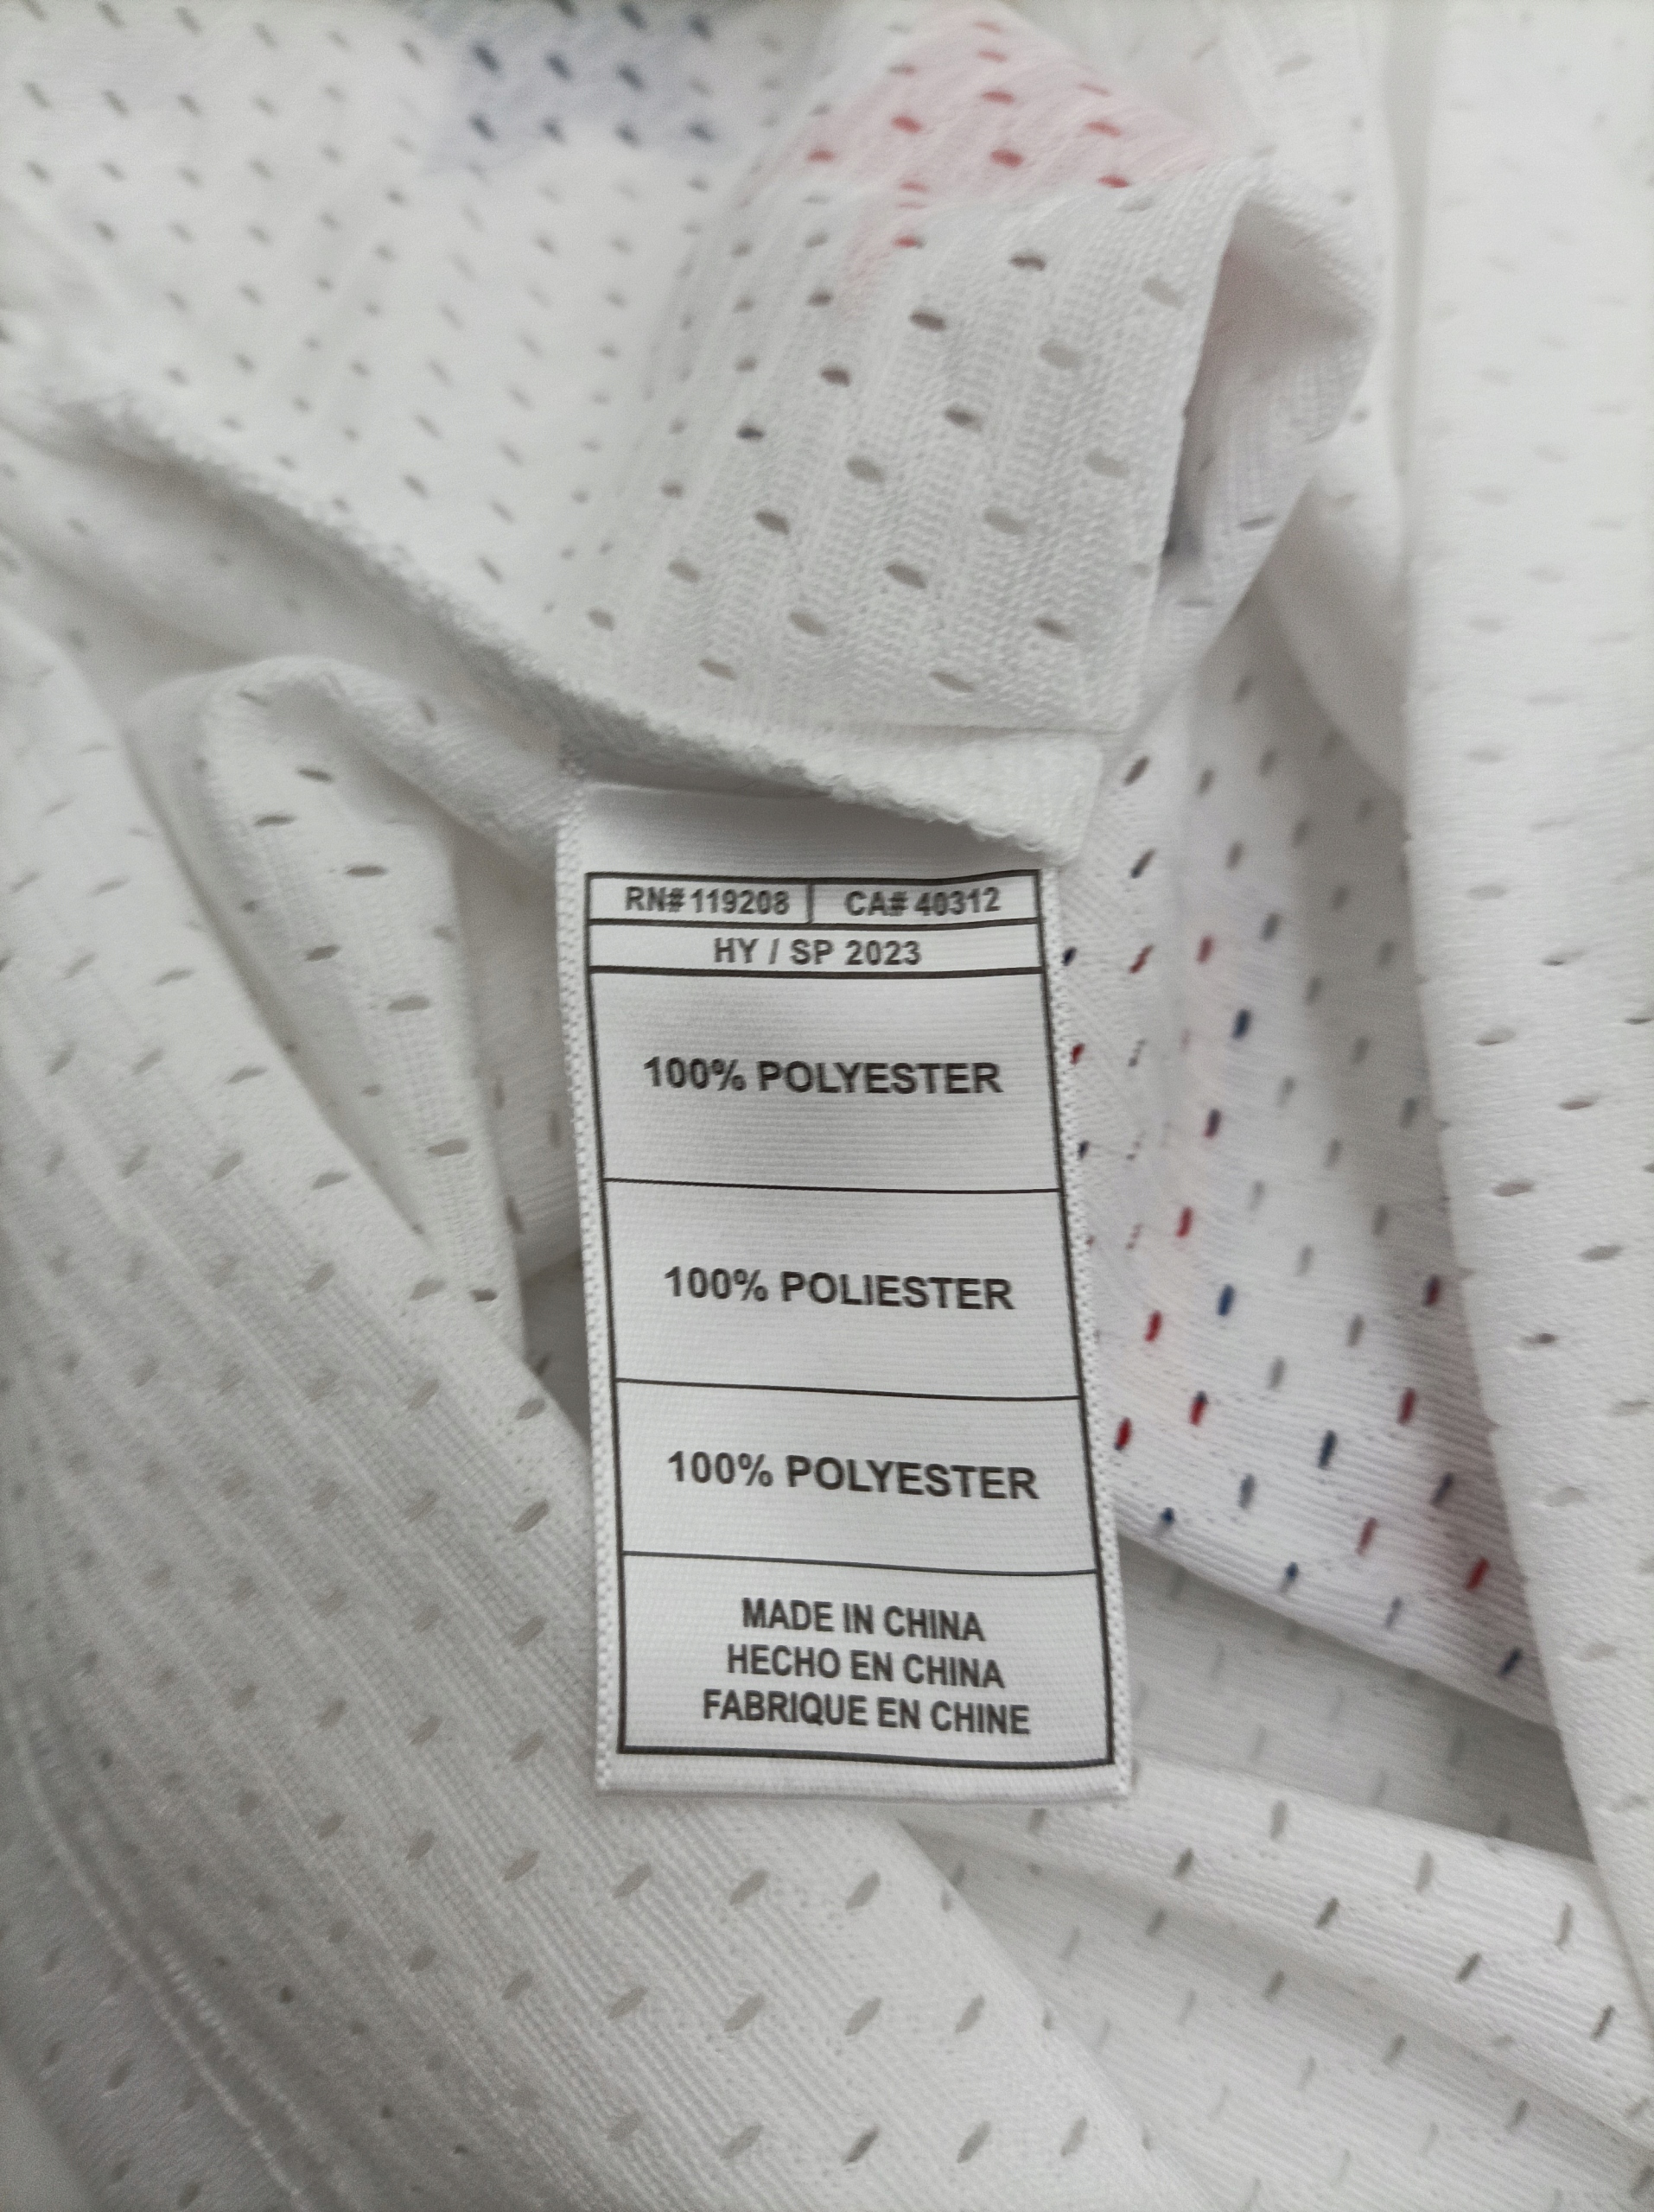 RN# 119208 CA# 40312
HY / SP 2023
100% POLYESTER
100% POLIESTER
100% POLYESTER
MADE IN CHINA
HECHO EN CHINA
FABRIQUE EN CHINE